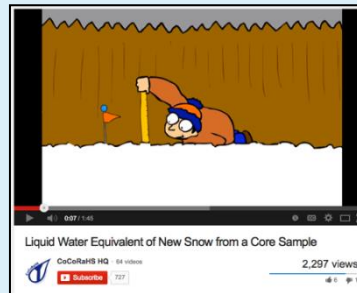 0:07 / 1:45
Liquid Water Equivalent of New Snow from a Core Sample
CoCoRaHS HQ · 64 videos
Subscribe 727
2,297 views
6